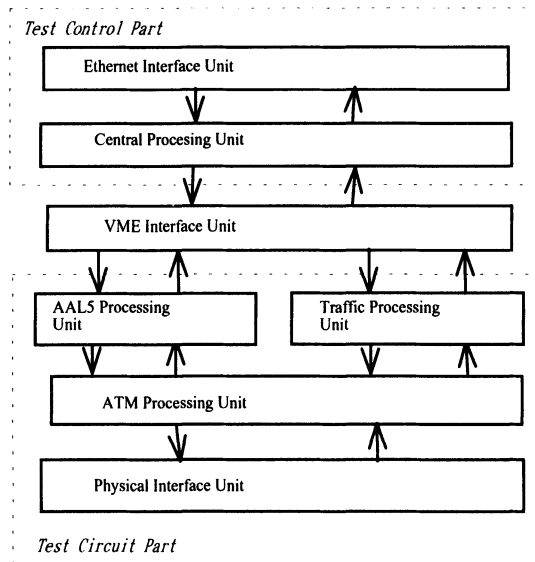 Test Control Part
Ethernet Interface Unit
Central Procesing Unit
VME Interface Unit
AAL5 Processing
Unit
Traffic Processing
Unit
ATM Processing Unit
Physical Interface Unit
Test Circuit Part